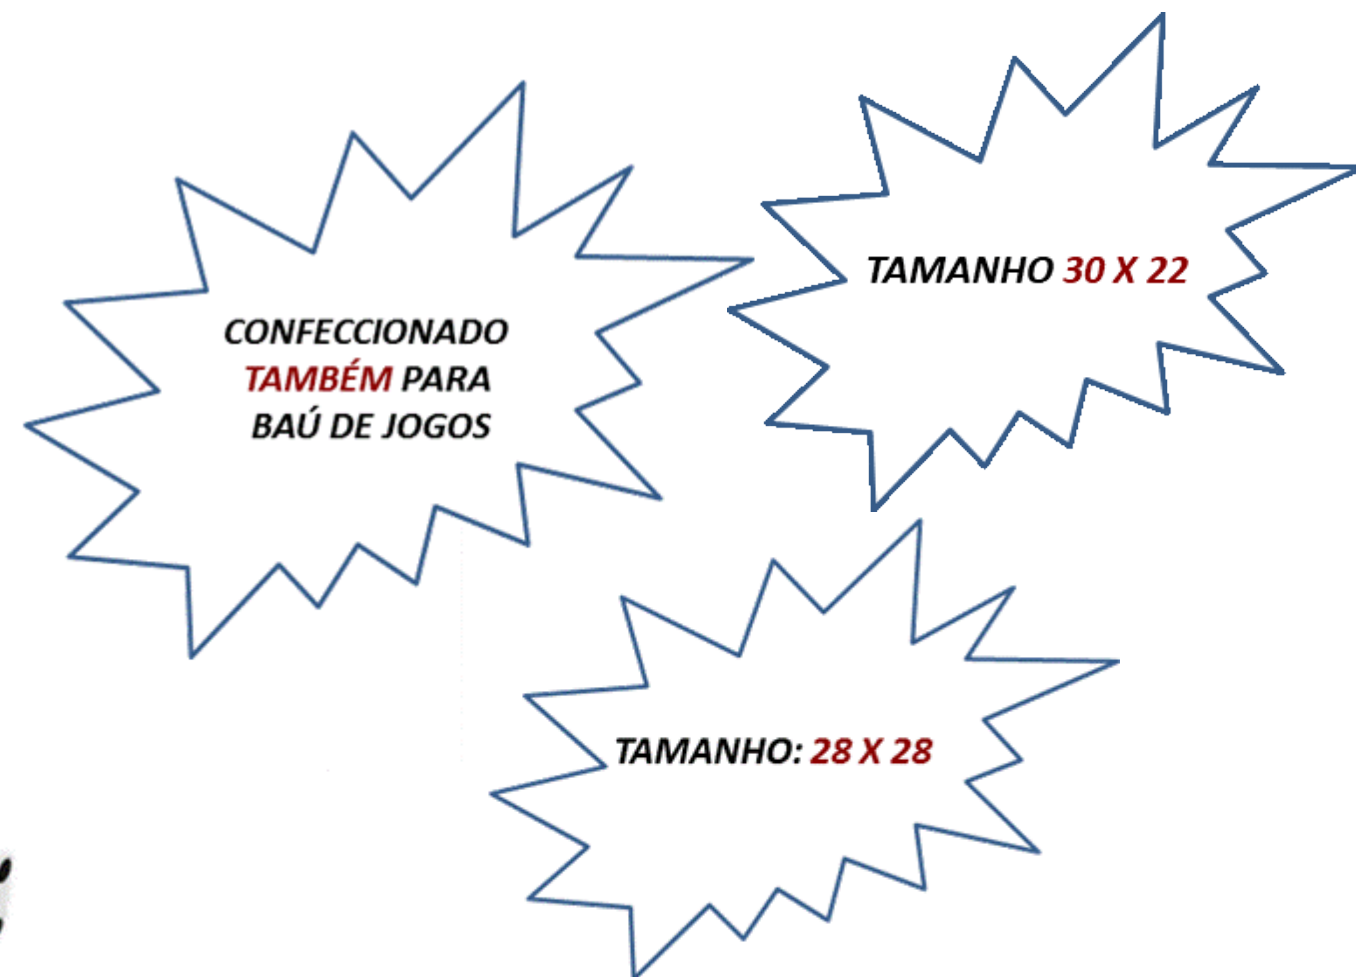 CONFECCIONADO
TAMBÉM PARA
BAÚ DE JOGOS
TAMANHO 30 X 22
TAMANHO: 28 X 28